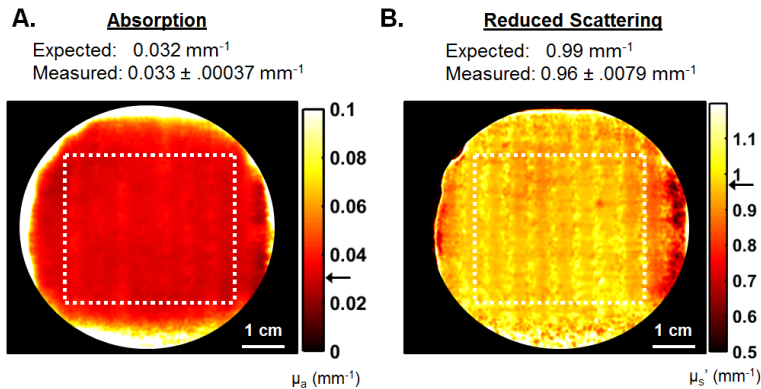 A.
Absorption
Expected: 0.032 mm⁻¹
Measured: 0.033 ± .00037 mm⁻¹
0.1
0.08
0.06
0.04
0.02
0
1 cm
μa (mm⁻¹)
B.
Reduced Scattering
Expected: 0.99 mm⁻¹
Measured: 0.96 ± .0079 mm⁻¹
1.1
1
0.9
0.8
0.7
0.6
0.5
1 cm
μs' (mm⁻¹)